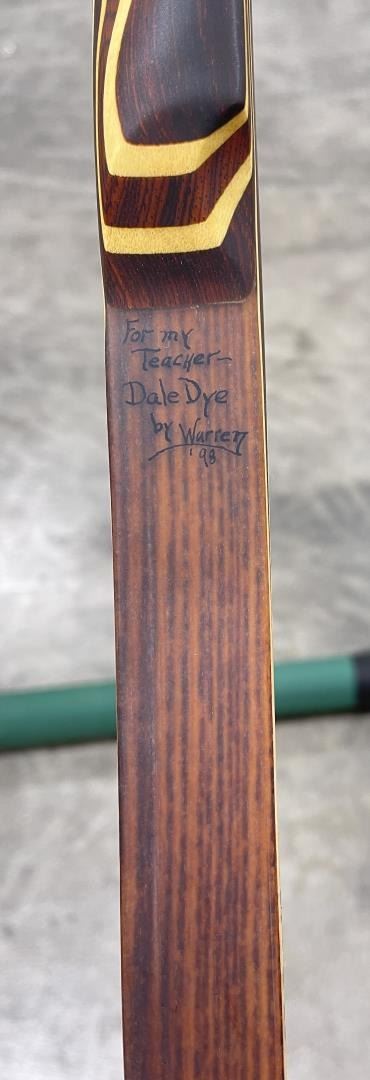 For my
Teacher-
Dale Dye
by Warren
'98